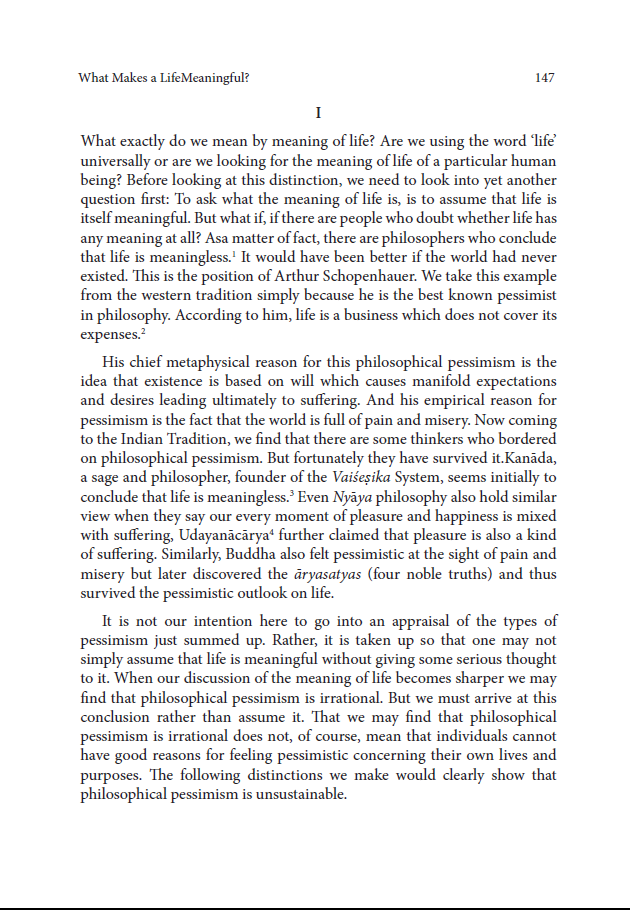 What Makes a LifeMeaningful?
147
I
What exactly do we mean by meaning of life? Are we using the word ‘life’
universally or are we looking for the meaning of life of a particular human
being? Before looking at this distinction, we need to look into yet another
question first: To ask what the meaning of life is, is to assume that life is
itself meaningful. But what if, if there are people who doubt whether life has
any meaning at all? Asa matter of fact, there are philosophers who conclude
that life is meaningless.¹ It would have been better if the world had never
existed. This is the position of Arthur Schopenhauer. We take this example
from the western tradition simply because he is the best known pessimist
in philosophy. According to him, life is a business which does not cover its
expenses.²
His chief metaphysical reason for this philosophical pessimism is the
idea that existence is based on will which causes manifold expectations
and desires leading ultimately to suffering. And his empirical reason for
pessimism is the fact that the world is full of pain and misery. Now coming
to the Indian Tradition, we find that there are some thinkers who bordered
on philosophical pessimism. But fortunately they have survived it.Kanāda,
a sage and philosopher, founder of the Vaiśeṣika System, seems initially to
conclude that life is meaningless.³ Even Nyāya philosophy also hold similar
view when they say our every moment of pleasure and happiness is mixed
with suffering, Udayanācārya⁴ further claimed that pleasure is also a kind
of suffering. Similarly, Buddha also felt pessimistic at the sight of pain and
misery but later discovered the āryasatyas (four noble truths) and thus
survived the pessimistic outlook on life.
It is not our intention here to go into an appraisal of the types of
pessimism just summed up. Rather, it is taken up so that one may not
simply assume that life is meaningful without giving some serious thought
to it. When our discussion of the meaning of life becomes sharper we may
find that philosophical pessimism is irrational. But we must arrive at this
conclusion rather than assume it. That we may find that philosophical
pessimism is irrational does not, of course, mean that individuals cannot
have good reasons for feeling pessimistic concerning their own lives and
purposes. The following distinctions we make would clearly show that
philosophical pessimism is unsustainable.